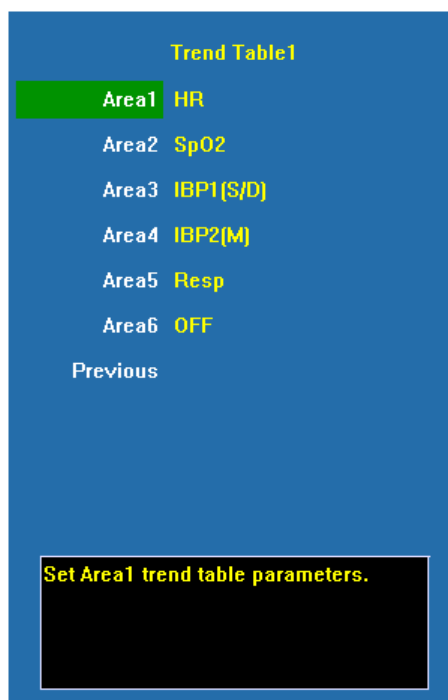 Trend Table1
Area1 HR
Area2 SpO2
Area3 IBP1(S/D)
Area4 IBP2(M)
Area5 Resp
Area6 OFF
Previous
Set Area1 trend table parameters.